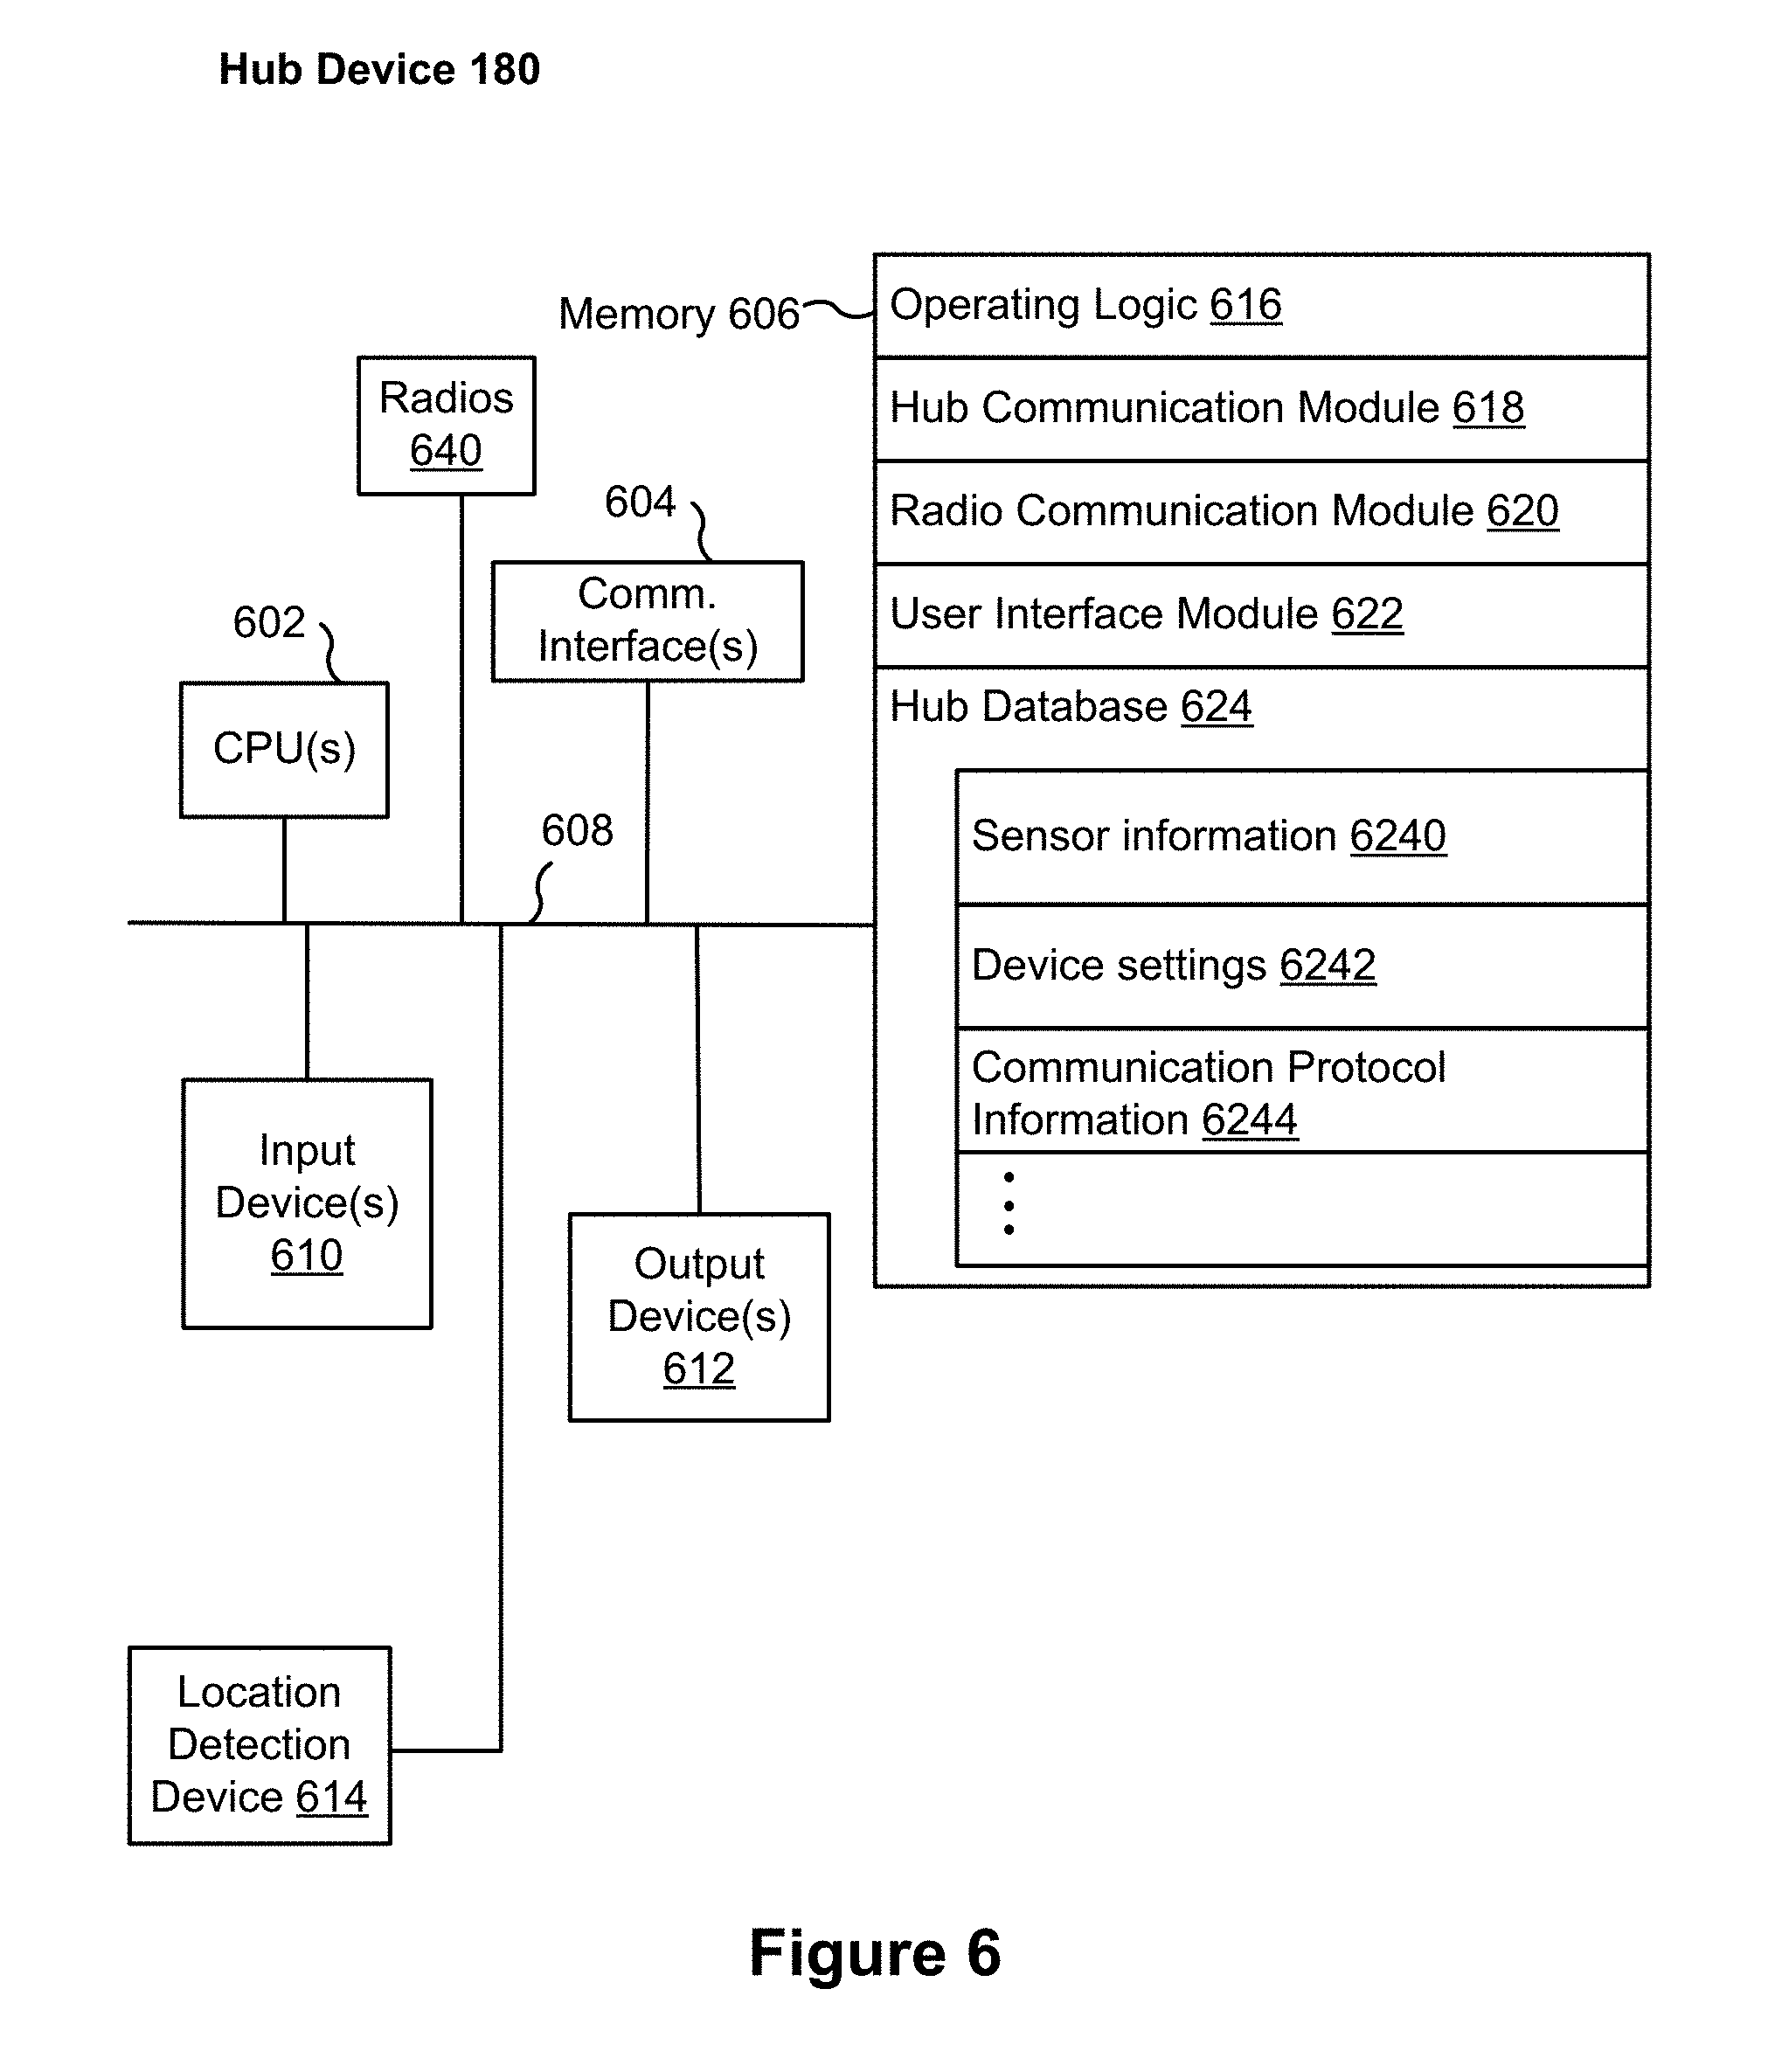 Hub Device 180
Memory 606
Operating Logic 616
Hub Communication Module 618
Radio Communication Module 620
User Interface Module 622
Hub Database 624
Sensor information 6240
Device settings 6242
Communication Protocol
Information 6244
Radios
640
604
Comm.
Interface(s)
602
CPU(s)
608
Input
Device(s)
610
Output
Device(s)
612
Location
Detection
Device 614
Figure 6